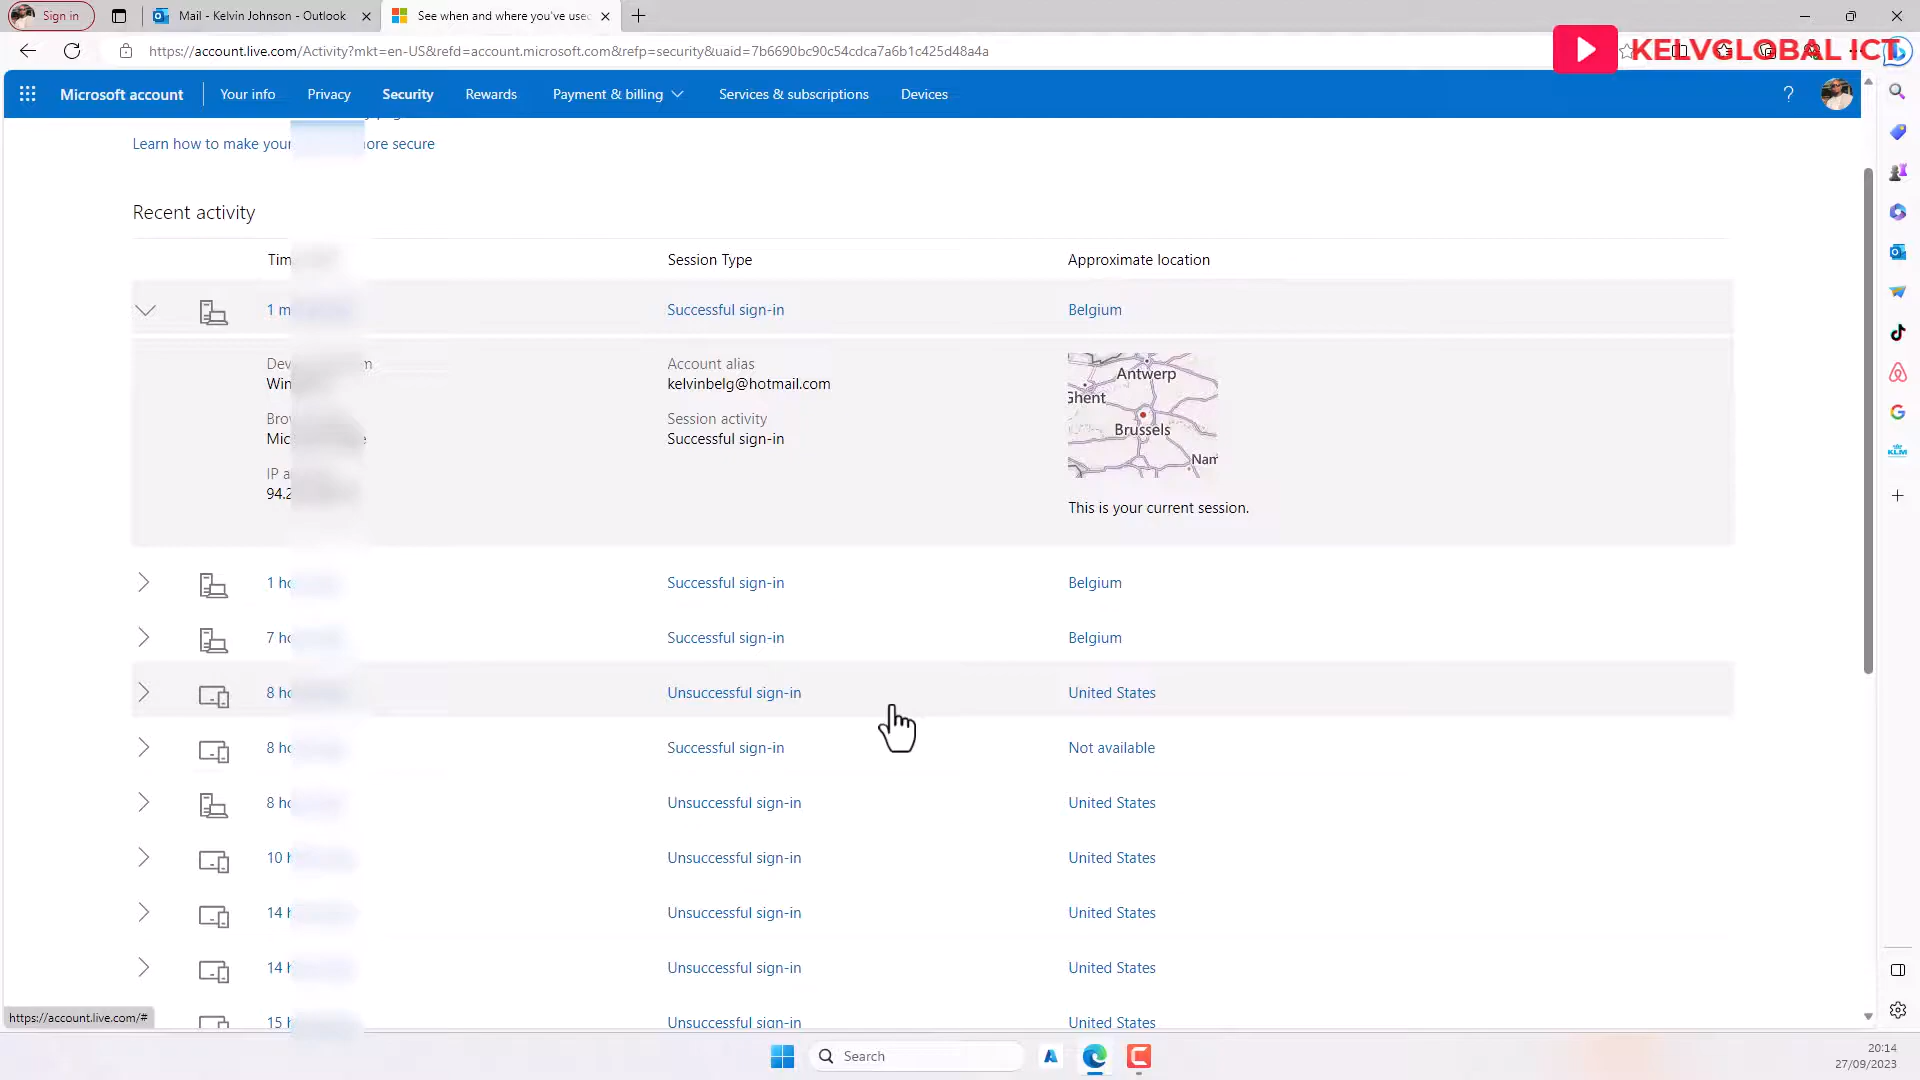 Sign in
Mail - Kelvin Johnson - Outlook
See when and where you've used
https://account.live.com/Activity?mkt=en-US&refd=account.microsoft.com&refp=security&uaid=7b6690bc90c54cdca7a6b1c425d48a4a
KELVGLOBAL ICT
Microsoft account
Your info
Privacy
Security
Rewards
Payment & billing
Services & subscriptions
Devices
?
Learn how to make your ore secure
Recent activity
Session Type
Approximate location
1 m
Successful sign-in
Belgium
Account alias
kelvinbelg@hotmail.com
Session activity
Successful sign-in
94.2
Antwerp
Ghent
Brussels
Nam
This is your current session.
1 ho
Successful sign-in
Belgium
7 ho
Successful sign-in
Belgium
8 ho
Unsuccessful sign-in
United States
8 ho
Successful sign-in
Not available
8 ho
Unsuccessful sign-in
United States
10 h
Unsuccessful sign-in
United States
14 h
Unsuccessful sign-in
United States
14 h
Unsuccessful sign-in
United States
15 h
Unsuccessful sign-in
United States
KLM
https://account.live.com/#
Search
20:14
27/09/2023